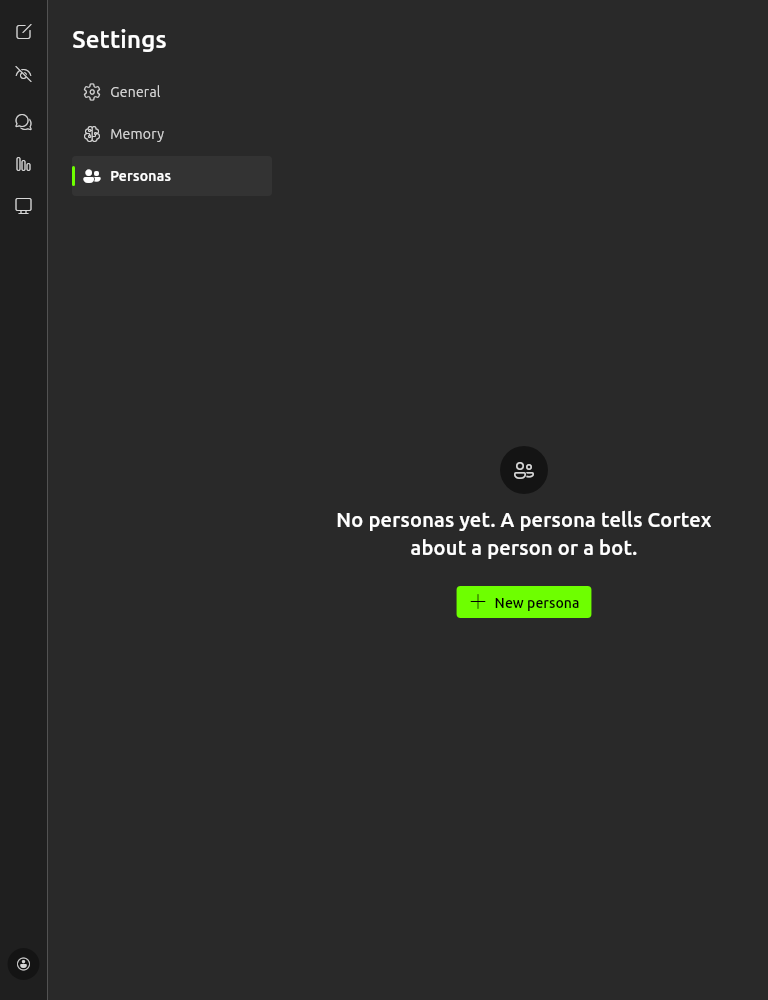 Settings
General
Memory
Personas
No personas yet. A persona tells Cortex
about a person or a bot.
New persona